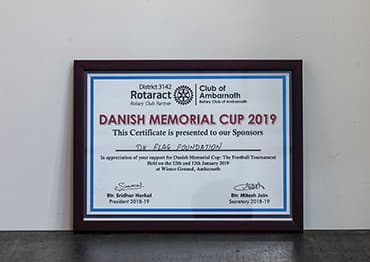 District 3142
Rotaract
Rotary Club Partner
Club of
Ambarnath
Rotary Club of Ambarnath
DANISH MEMORIAL CUP 2019
This Certificate is presented to our Sponsors
DK FLAG FOUNDATION
In appreciation of your support for Danish Memorial Cup: The Football Tournament
Held on the 12th and 13th January 2019
at Wimco Ground, Ambarnath
Rtr. Sridhar Herkal
President 2018-19
Rtr. Mitesh Jain
Secretary 2018-19